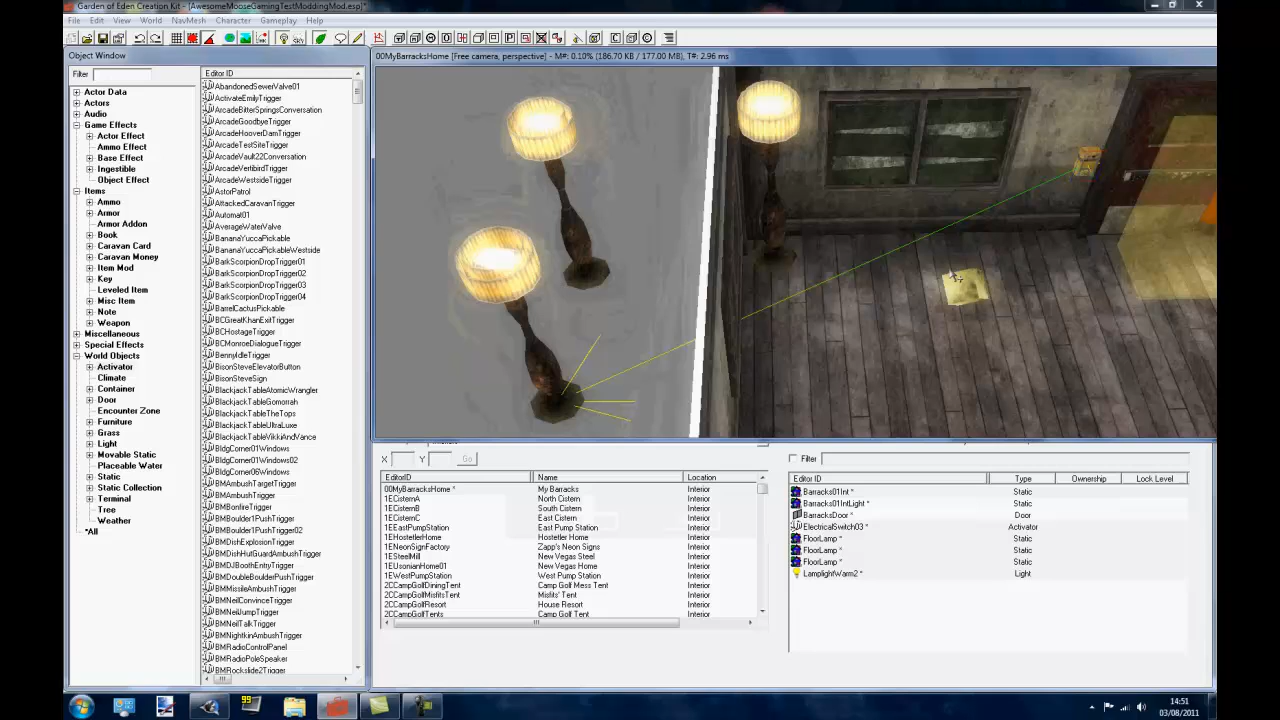 Garden of Eden Creation Kit - [AwesomeMooseGamingTestModdingMod.esp]
File Edit View World NavMesh Character Gameplay Help
Object Window
Filter
Actor Data
Actors
Audio
Game Effects
Actor Effect
Ammo Effect
Base Effect
Ingestible
Object Effect
Items
Ammo
Armor
Armor Addon
Book
Caravan Card
Caravan Money
Item Mod
Key
Leveled Item
Misc Item
Note
Weapon
Miscellaneous
Special Effects
World Objects
Activator
Climate
Container
Door
Encounter Zone
Furniture
Grass
Light
Movable Static
Placeable Water
Static
Static Collection
Terminal
Tree
Weather
*All
Editor ID
AbandonedSewerValve01
ActivateEmilyTrigger
ArcadeBitterSpringsConversation
ArcadeGoodbyeTrigger
ArcadeHooverDamTrigger
ArcadeTestSiteTrigger
ArcadeVault22Conversation
ArcadeVertibirdTrigger
ArcadeWestsideTrigger
AstorPatrol
AttackedCaravanTrigger
Automat01
AverageWaterValve
BananaYuccaPickable
BananaYuccaPickableWestside
BarkScorpionDropTrigger01
BarkScorpionDropTrigger02
BarkScorpionDropTrigger03
BarkScorpionDropTrigger04
BarrelCactusPickable
BCGreatKhanExitTrigger
BCHostageTrigger
BCMonroeDialogueTrigger
BennyIdleTrigger
BisonSteveElevatorButton
BisonSteveSign
BlackjackTableAtomicWrangler
BlackjackTableGomorrah
BlackjackTableTheTops
BlackjackTableUltraLuxe
BlackjackTableVikkiAndVance
BldgCorner01Windows
BldgCorner01Windows02
BldgCorner06Windows
BMAmbushTargetTrigger
BMAmbushTrigger
BMBonfireTrigger
BMBoulder1PushTrigger
BMBoulder1PushTrigger02
BMDishExplosionTrigger
BMDishHutGuardAmbushTrigger
BMDJBoothEntryTrigger
BMDoubleBoulderPushTrigger
BMMissileAmbushTrigger
BMNeilConvinceTrigger
BMNeilJumpTrigger
BMNeilTalkTrigger
BMNightkinAmbushTrigger
BMRadioControlPanel
BMRadioPoleSpeaker
BMRockslide2Trigger
00MyBarracksHome [Free camera, perspective] - M#: 0.10% (186.70 KB / 177.00 MB), T#: 2.96 ms
X Y Go
EditorID Name Location
00MyBarracksHome * My Barracks Interior
1ECisternA North Cistern Interior
1ECisternB South Cistern Interior
1ECisternC East Cistern Interior
1EEastPumpStation East Pump Station Interior
1EHostellerHome Hosteller Home Interior
1ENeonSignFactory Zapp's Neon Signs Interior
1ESteelMill New Vegas Steel Interior
1EUsonianHome01 New Vegas Home Interior
1EWestPumpStation West Pump Station Interior
2CCampGolfDiningTent Camp Golf Mess Tent Interior
2CCampGolfMisfitsTent Misfits' Tent Interior
2CCampGolfResort House Resort Interior
2CCampGolfTents Camp Golf Tent Interior
Filter
Editor ID Type Ownership Lock Level
Barracks01Int * Static
Barracks01IntLight * Static
BarracksDoor * Door
ElectricalSwitch03 * Activator
FloorLamp * Static
FloorLamp * Static
FloorLamp * Static
LamplightWarm2 * Light
99
14:51
03/08/2011